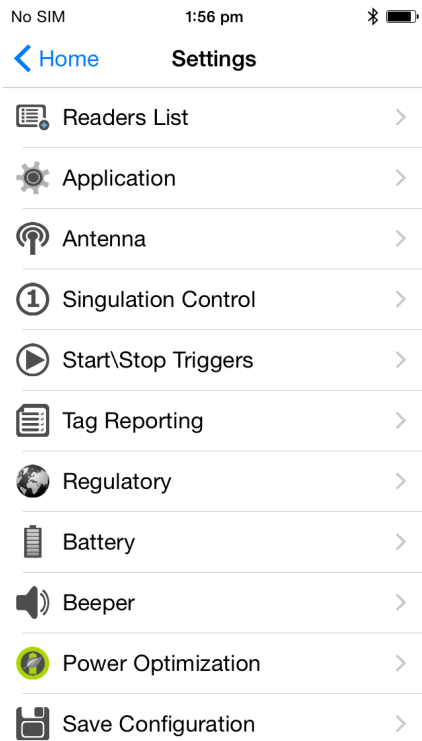 No SIM 1:56 pm
Home Settings
Readers List
Application
Antenna
1 Singulation Control
Start\Stop Triggers
Tag Reporting
Regulatory
Battery
Beeper
Power Optimization
Save Configuration